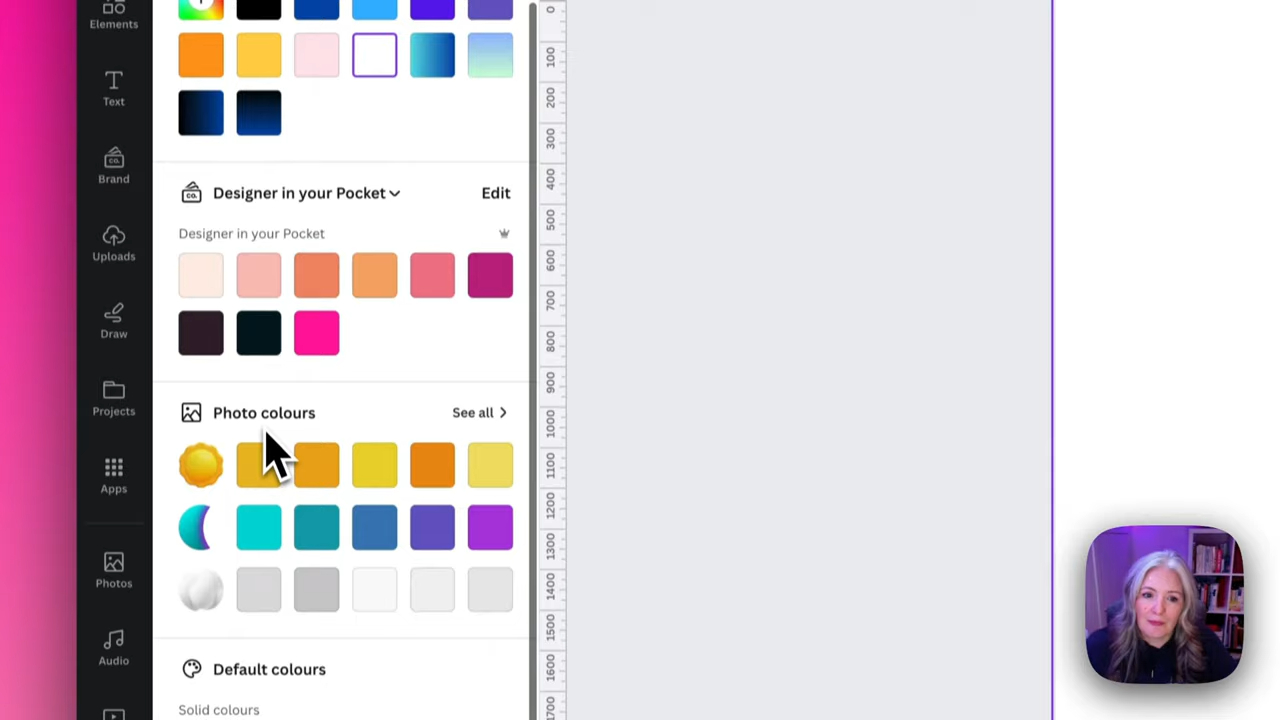 Elements
Text
Brand
Uploads
Draw
Projects
Apps
Photos
Audio
CO.
Designer in your Pocket
Edit
Designer in your Pocket
Photo colours
See all
Default colours
Solid colours
0
100
200
300
400
500
600
700
800
900
1000
1100
1200
1300
1400
1500
1600
1700